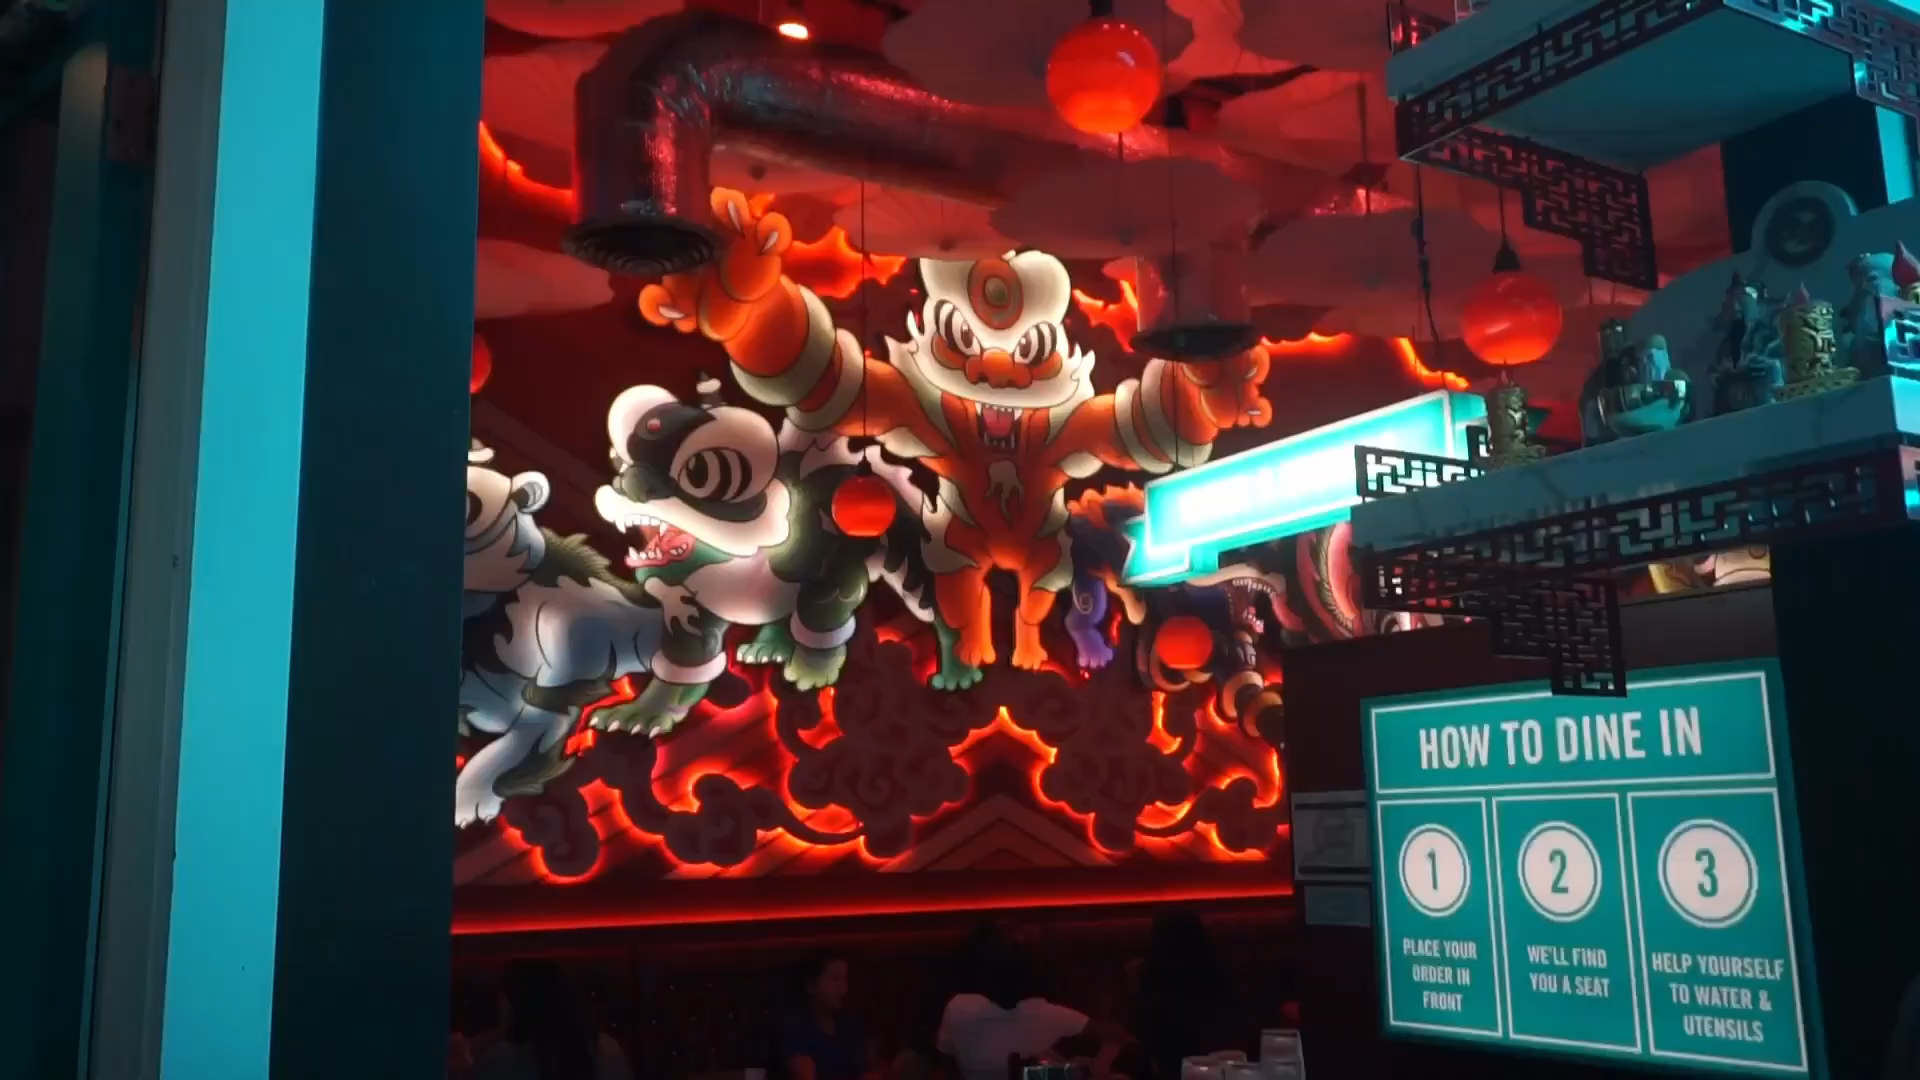 HOW TO DINE IN
1
PLACE YOUR
ORDER IN
FRONT
2
WE'LL FIND
YOU A SEAT
3
HELP YOURSELF
TO WATER &
UTENSILS